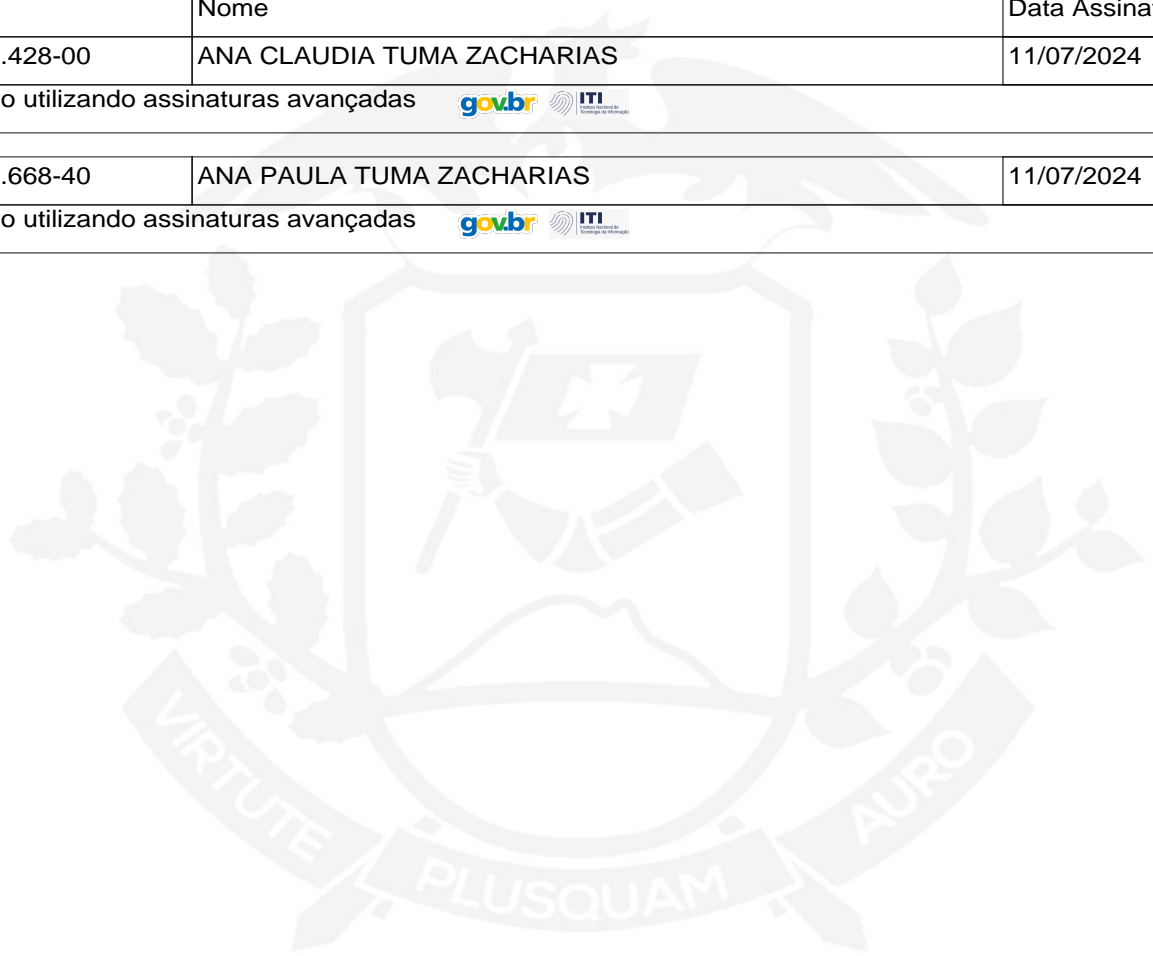 Nome Data Assina
.428-00 ANA CLAUDIA TUMA ZACHARIAS 11/07/2024
o utilizando assinaturas avançadas gov.br ITI
.668-40 ANA PAULA TUMA ZACHARIAS 11/07/2024
o utilizando assinaturas avançadas gov.br ITI
VIRTUTE PLUSQUAM AURO